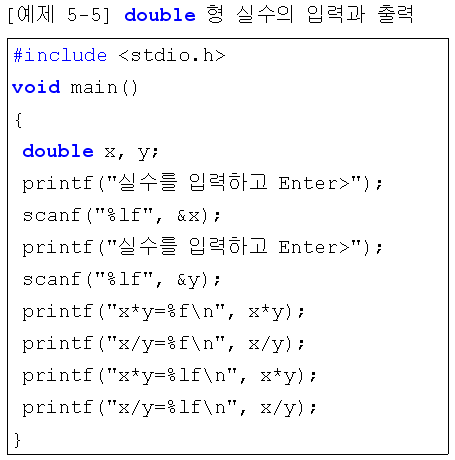 [예제 5-5] double 형 실수의 입력과 출력
#include <stdio.h>
void main()
{
double x, y;
printf("실수를 입력하고 Enter>");
scanf("%lf", &x);
printf("실수를 입력하고 Enter>");
scanf("%lf", &y);
printf("x*y=%f\n", x*y);
printf("x/y=%f\n", x/y);
printf("x*y=%lf\n", x*y);
printf("x/y=%lf\n", x/y);
}